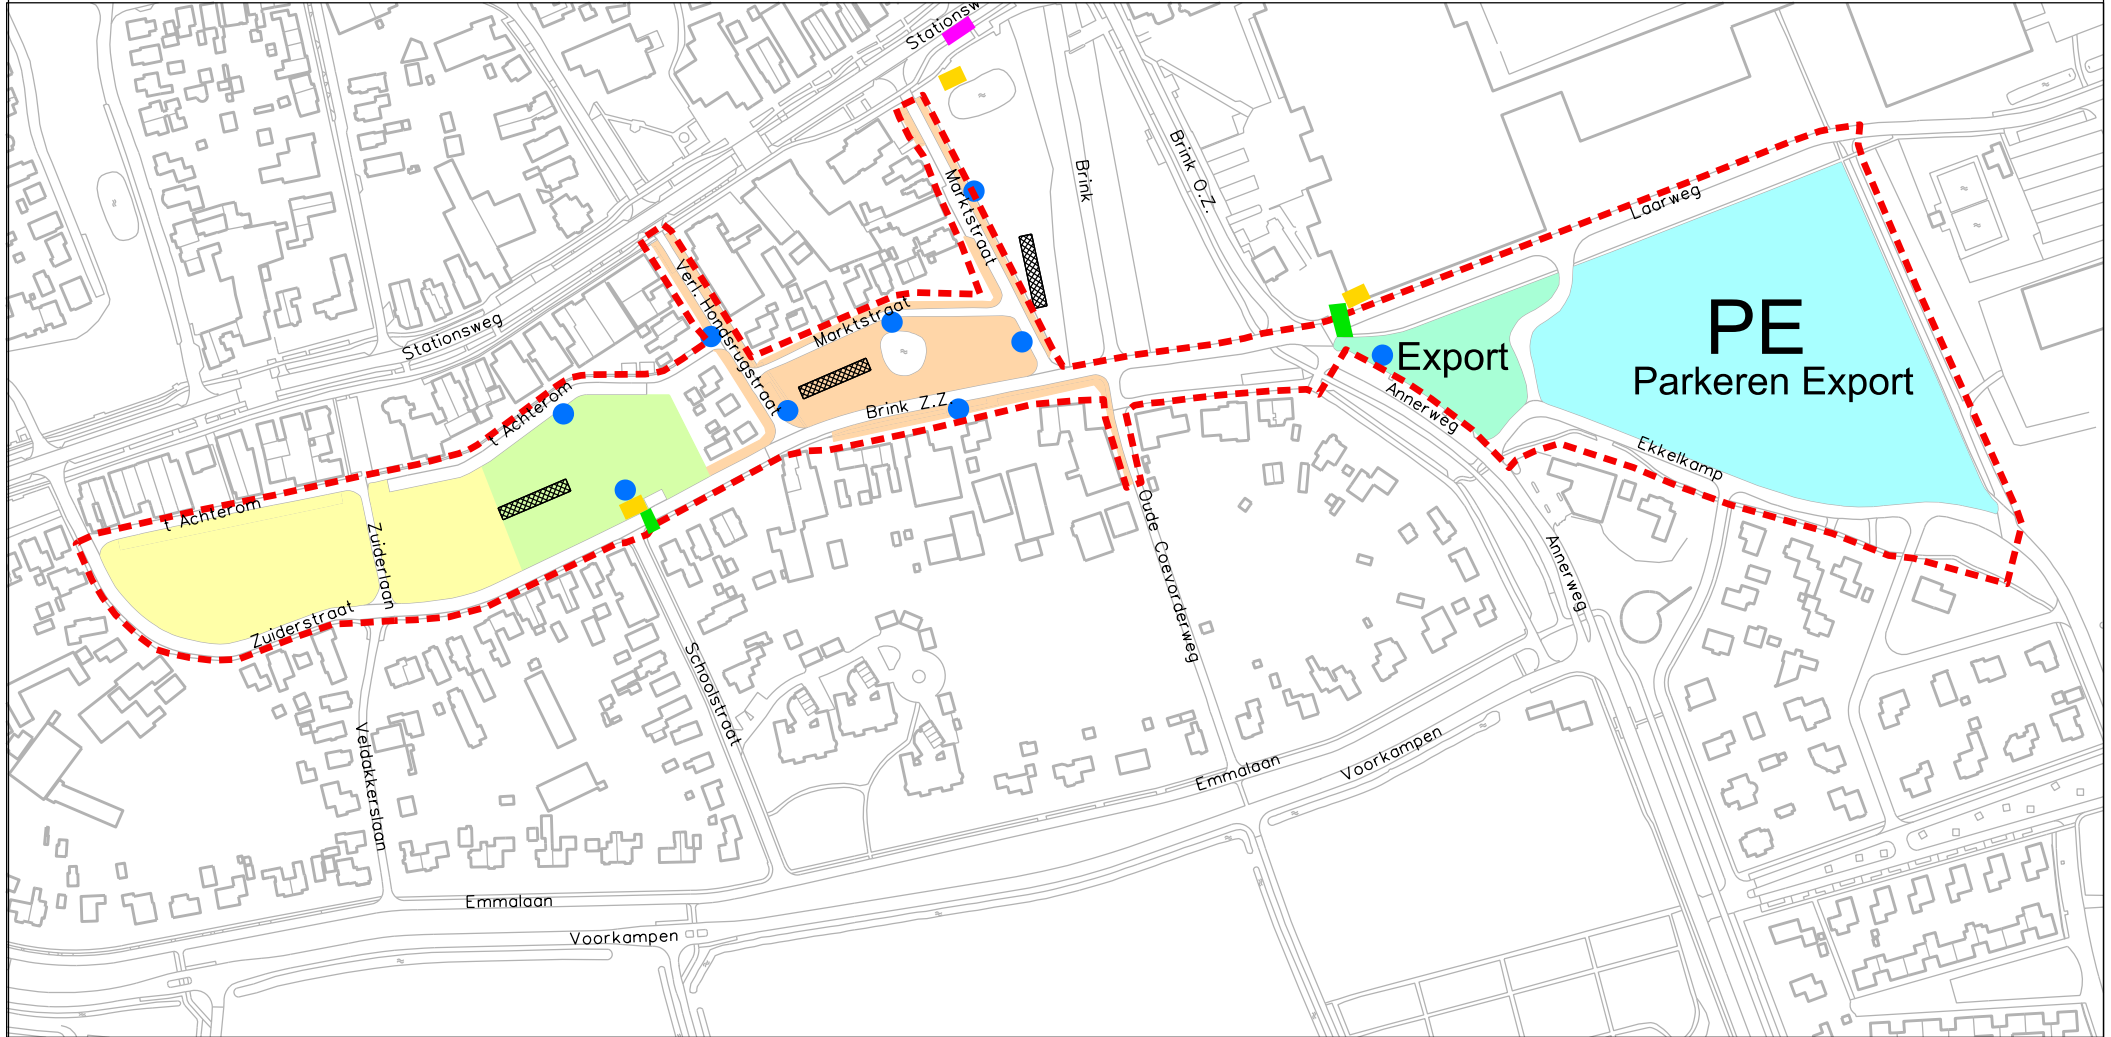 Stationsw
Brink
Brink O.Z.
Marktstraat
Laarweg
Verl. Hondsrugstraat
Marktstraat
Stationsweg
PE
Parkeren Export
Export
t Achterom
Brink Z.Z.
Annerweg
Ekkelkamp
t Achterom
Zuiderlaan
Oude Coevorderweg
Annerweg
Zuiderstraat
Schoolstraat
Veldakkerslaan
Emmalaan
Voorkampen
Emmalaan
Voorkampen